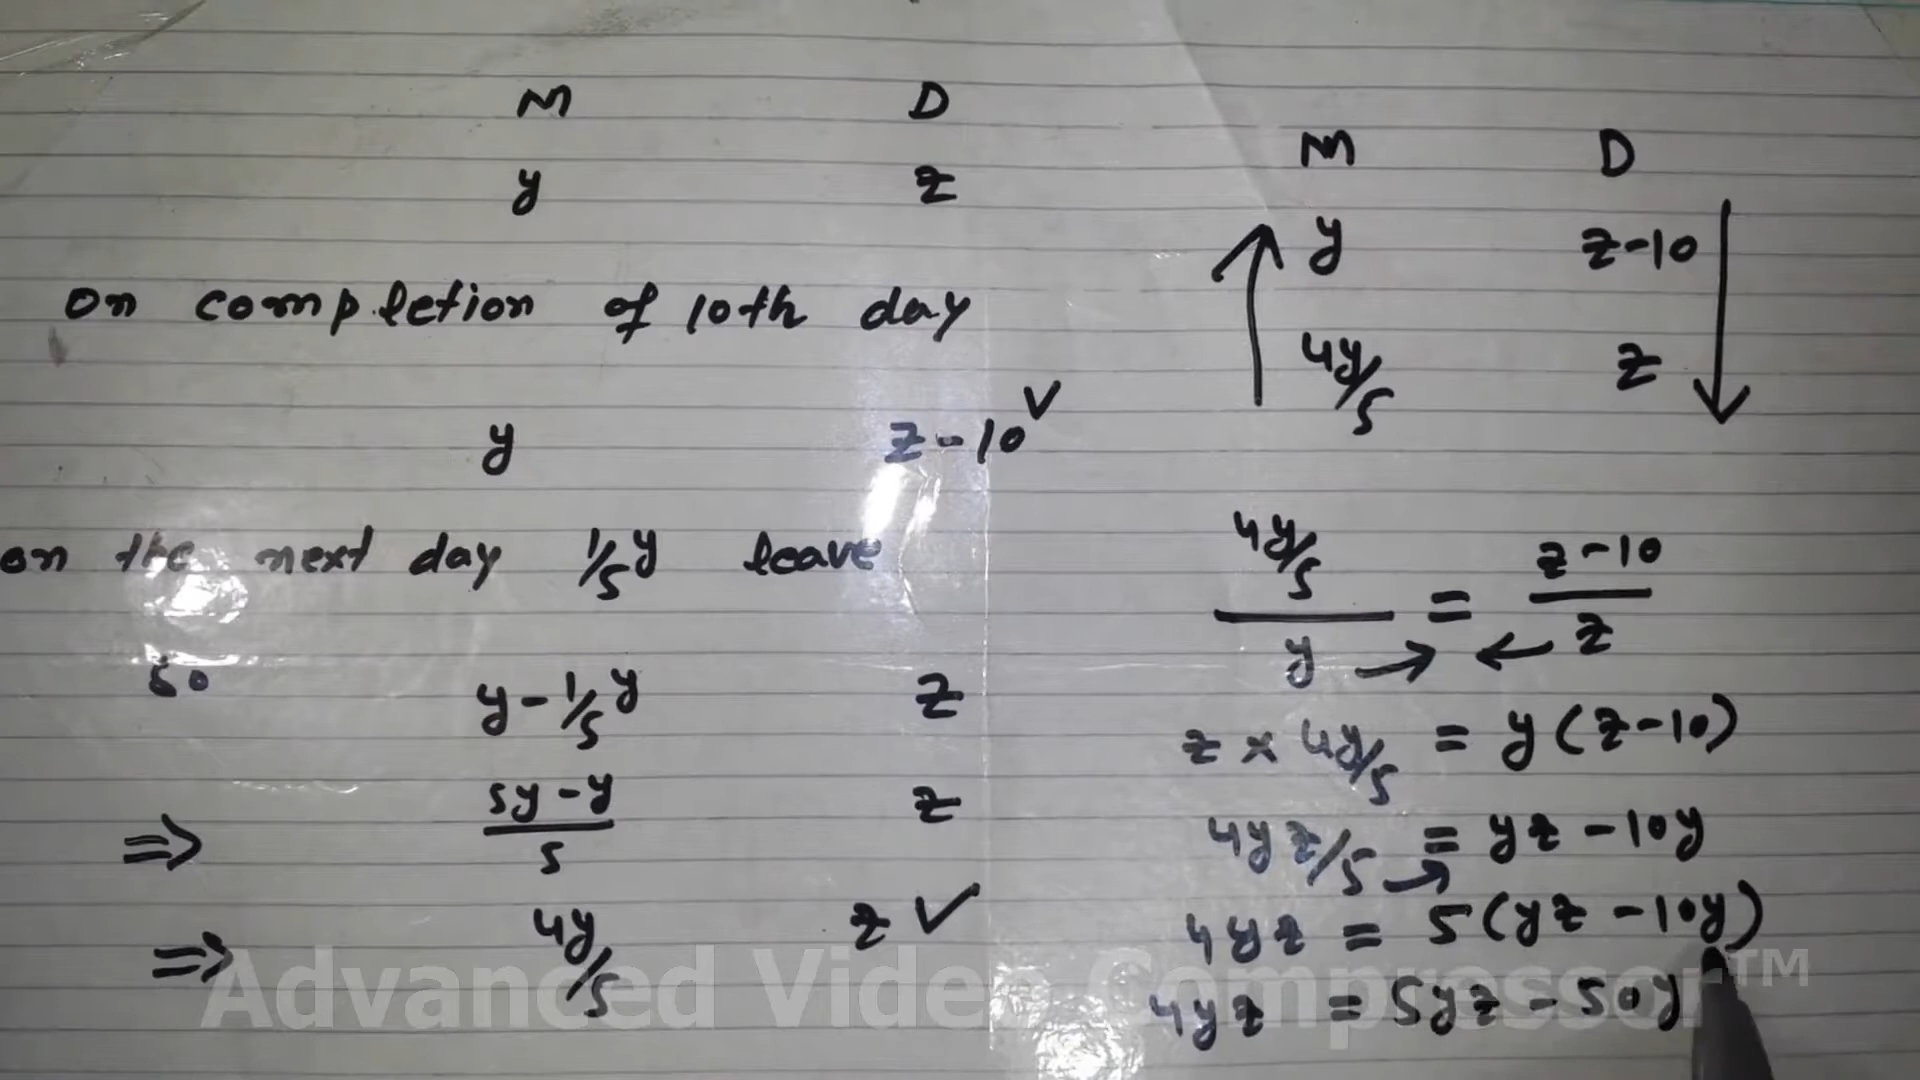 M D
y z
on completion of 10th day
y z-10 ✓
on the next day 1/5 y leave
so y - 1/5 y z
⇒ 5y-y/5 z
⇒ 4y/5 z ✓
M D
y z-10
4y/5 z
4y/5 / y = z-10 / z
z × 4y/5 = y(z-10)
4yz/5 = yz-10y
4yz = 5(yz-10y)
4yz = 5yz-50y
Advanced Video Compressor™